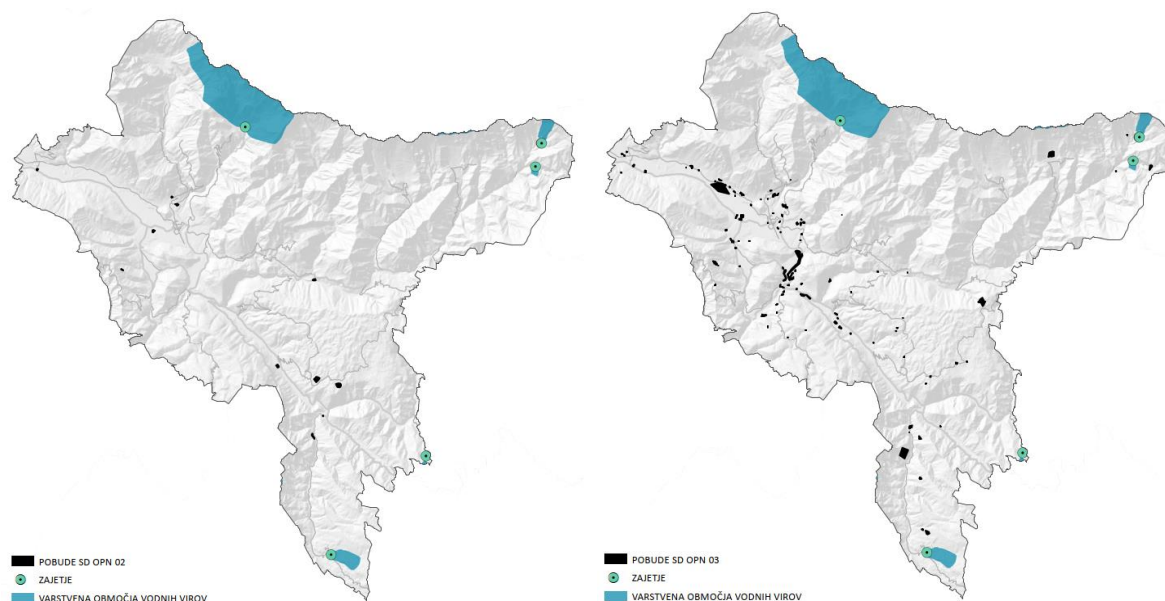 POBUDE SD OPN 02
ZAJETJE
VARSTVENA OBMOČJA VODNIH VIROV
POBUDE SD OPN 03
ZAJETJE
VARSTVENA OBMOČJA VODNIH VIROV